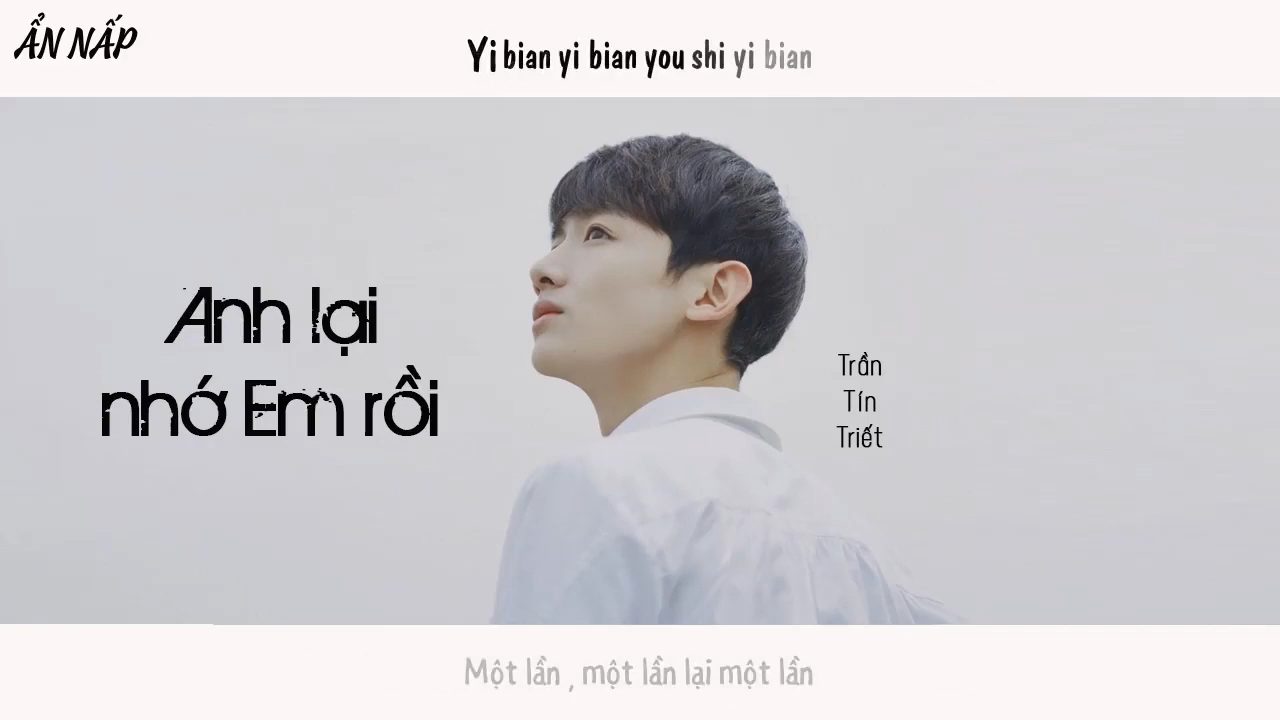 ẨN NẤP
Yi bian yi bian you shi yi bian
Anh lại
nhớ Em rồi
Trần
Tín
Triết
Một lần , một lần lại một lần